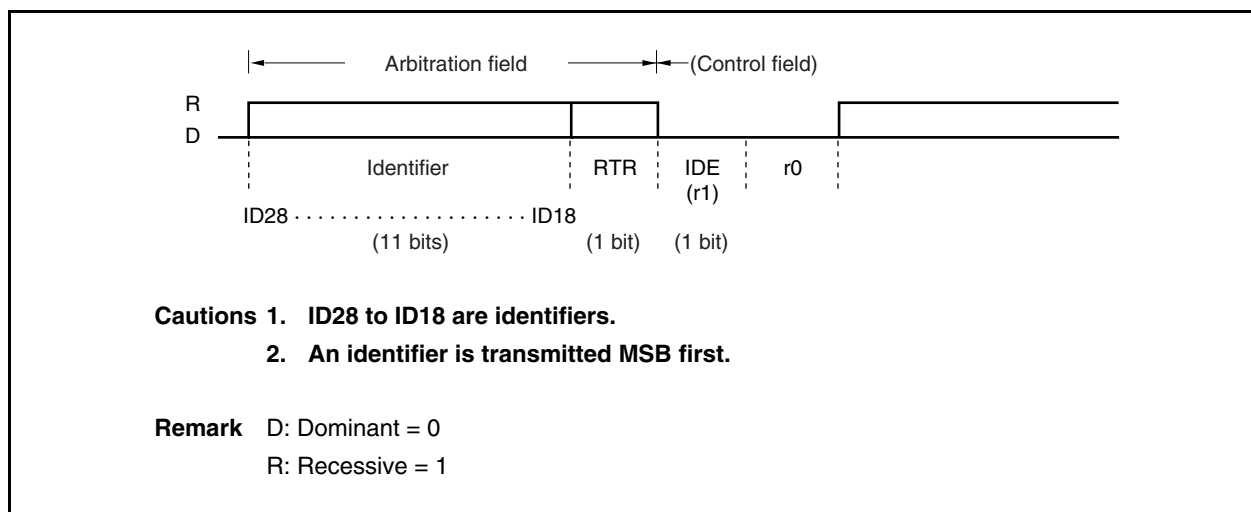 Arbitration field (Control field)
R
D
Identifier RTR IDE r0
(r1)
ID28 · · · · · · · · · · · · · · · · · · · · · ID18
(11 bits) (1 bit) (1 bit)
Cautions 1. ID28 to ID18 are identifiers.
2. An identifier is transmitted MSB first.
Remark D: Dominant = 0
R: Recessive = 1